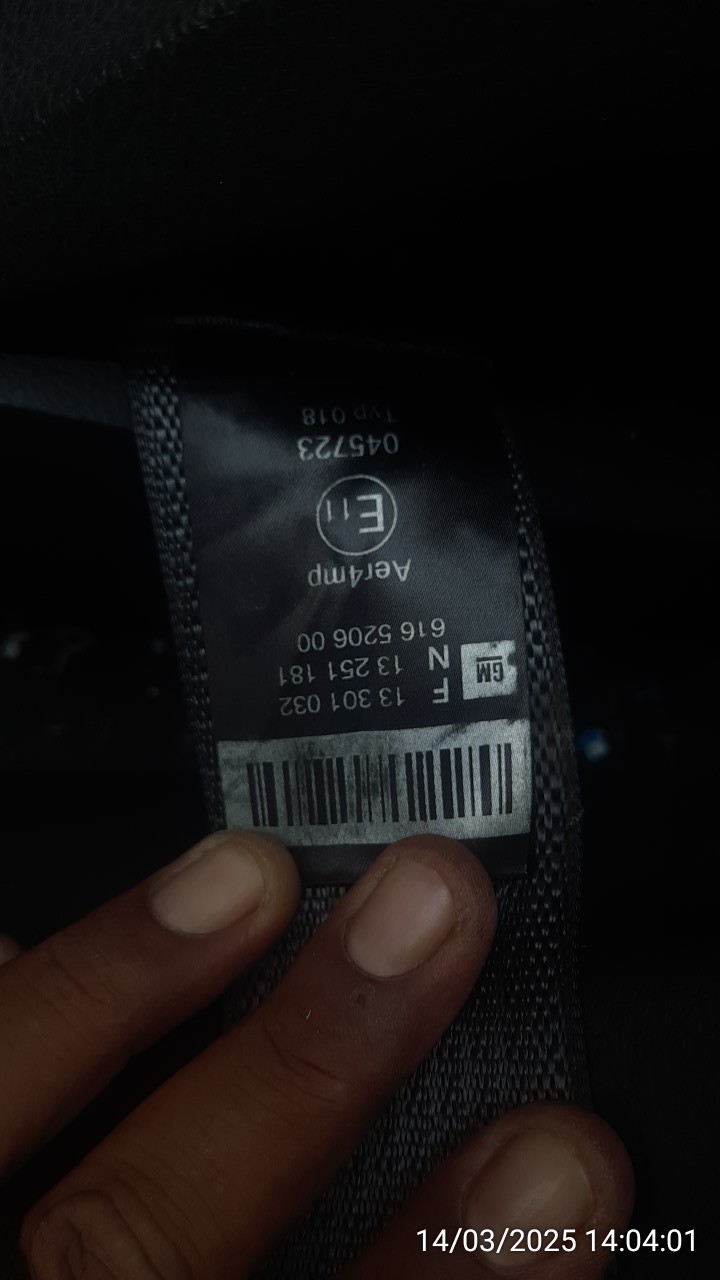 GM
F 13 301 032
N 13 251 181
616 5206 00
Aer4mp
E11
045723
Typ 018
14/03/2025 14:04:01